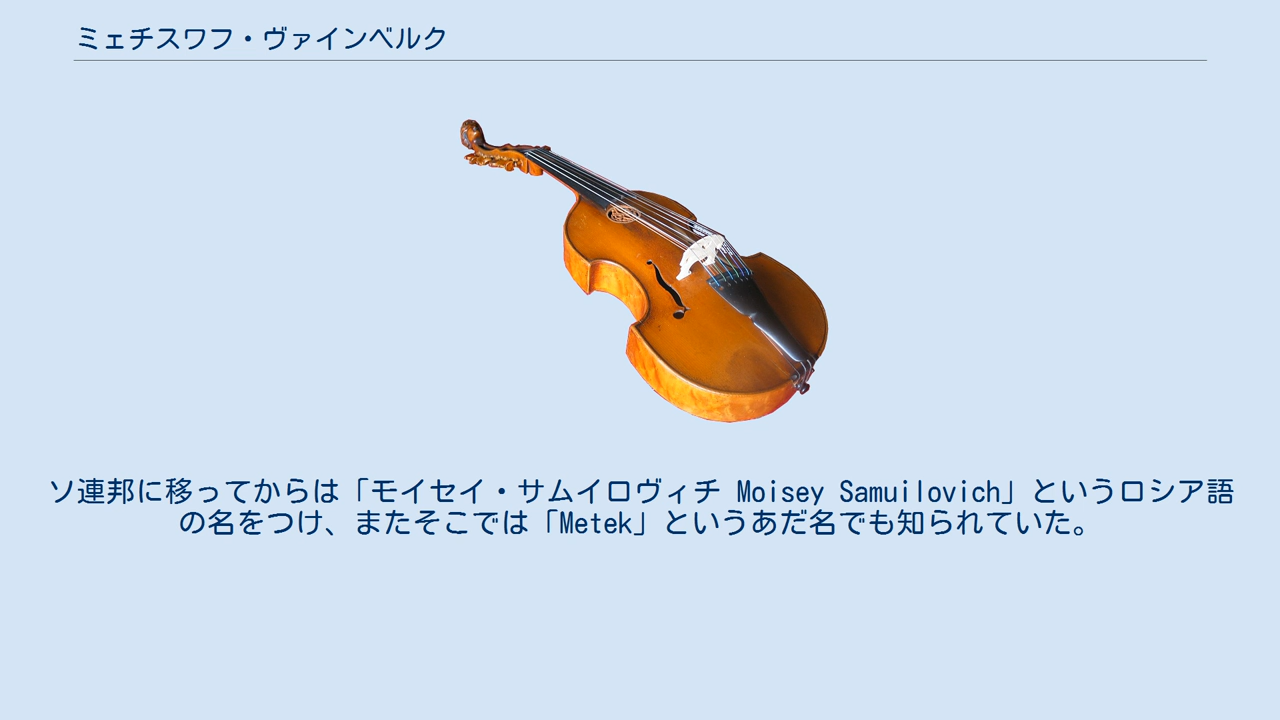 ミェチスワフ・ヴァインベルク
ソ連邦に移ってからは「モイセイ・サムイロヴィチ Moisey Samuilovich」というロシア語
の名をつけ、またそこでは「Metek」というあだ名でも知られていた。